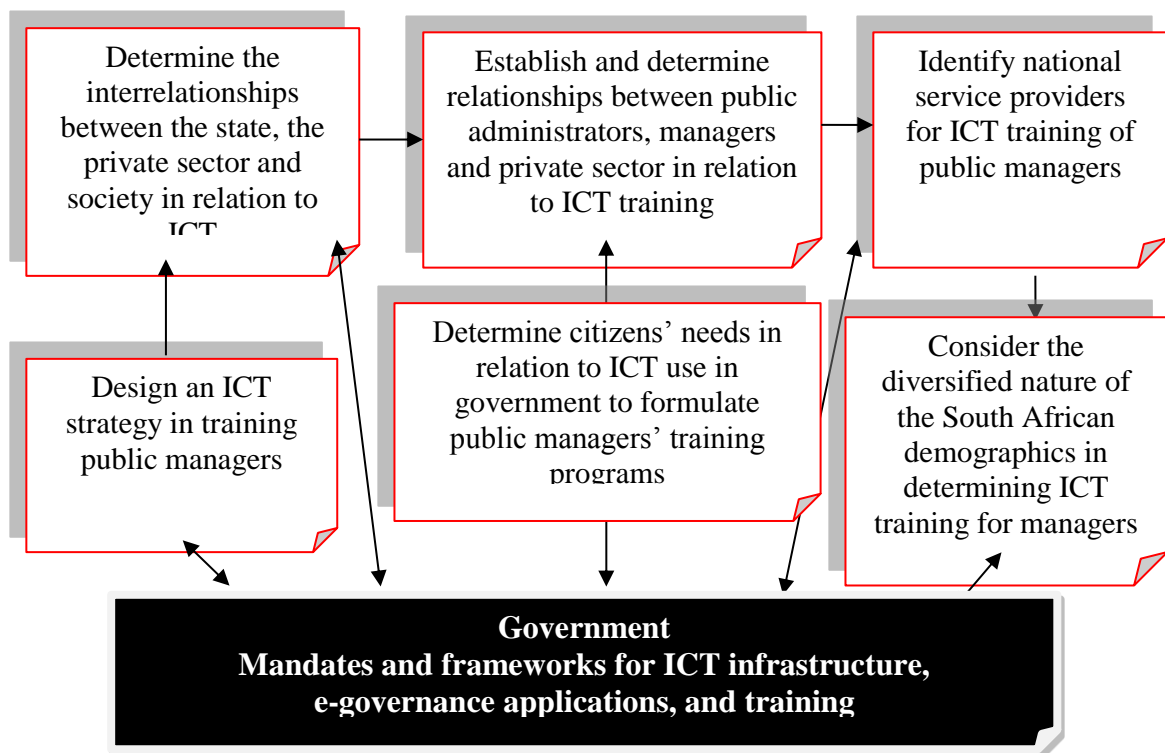 Determine the
interrelationships
between the state, the
private sector and
society in relation to
ICT
Establish and determine
relationships between public
administrators, managers
and private sector in relation
to ICT training
Identify national
service providers
for ICT training of
public managers
Design an ICT
strategy in training
public managers
Determine citizens’ needs in
relation to ICT use in
government to formulate
public managers’ training
programs
Consider the
diversified nature of
the South African
demographics in
determining ICT
training for managers
Government
Mandates and frameworks for ICT infrastructure,
e-governance applications, and training